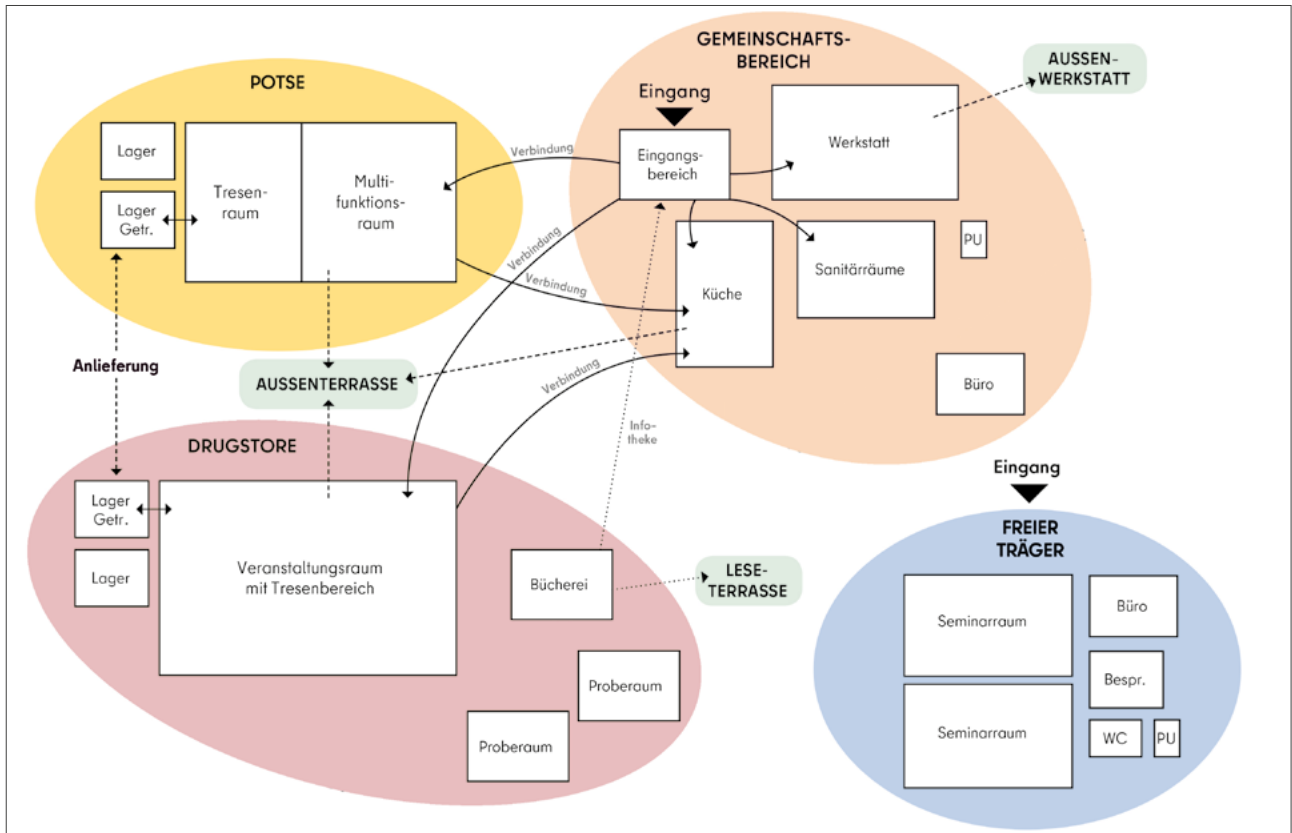 POTSE
Lager
Lager
Getr.
Tresen-
raum
Multi-
funktions-
raum
Verbindung
Verbindung
Verbindung
GEMEINSCHAFTS-
BEREICH
Eingang
Eingangs-
bereich
Werkstatt
AUSSEN-
WERKSTATT
Küche
Sanitärräume
PU
Büro
Anlieferung
AUSSENTERRASSE
Verbindung
Info-
theke
DRUGSTORE
Lager
Getr.
Lager
Veranstaltungsraum
mit Tresenbereich
Bücherei
LESE-
TERRASSE
Proberaum
Proberaum
Eingang
FREIER
TRÄGER
Seminarraum
Büro
Bespr.
Seminarraum
WC
PU